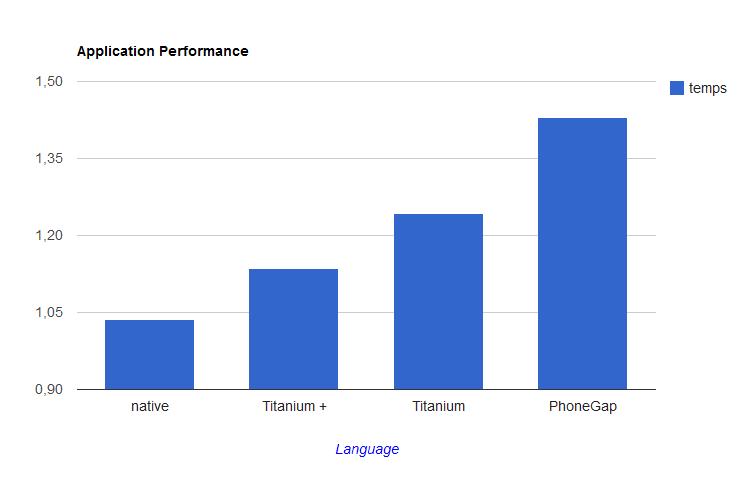 Application Performance
1,50
temps
1,35
1,20
1,05
0,90
native
Titanium +
Titanium
PhoneGap
Language